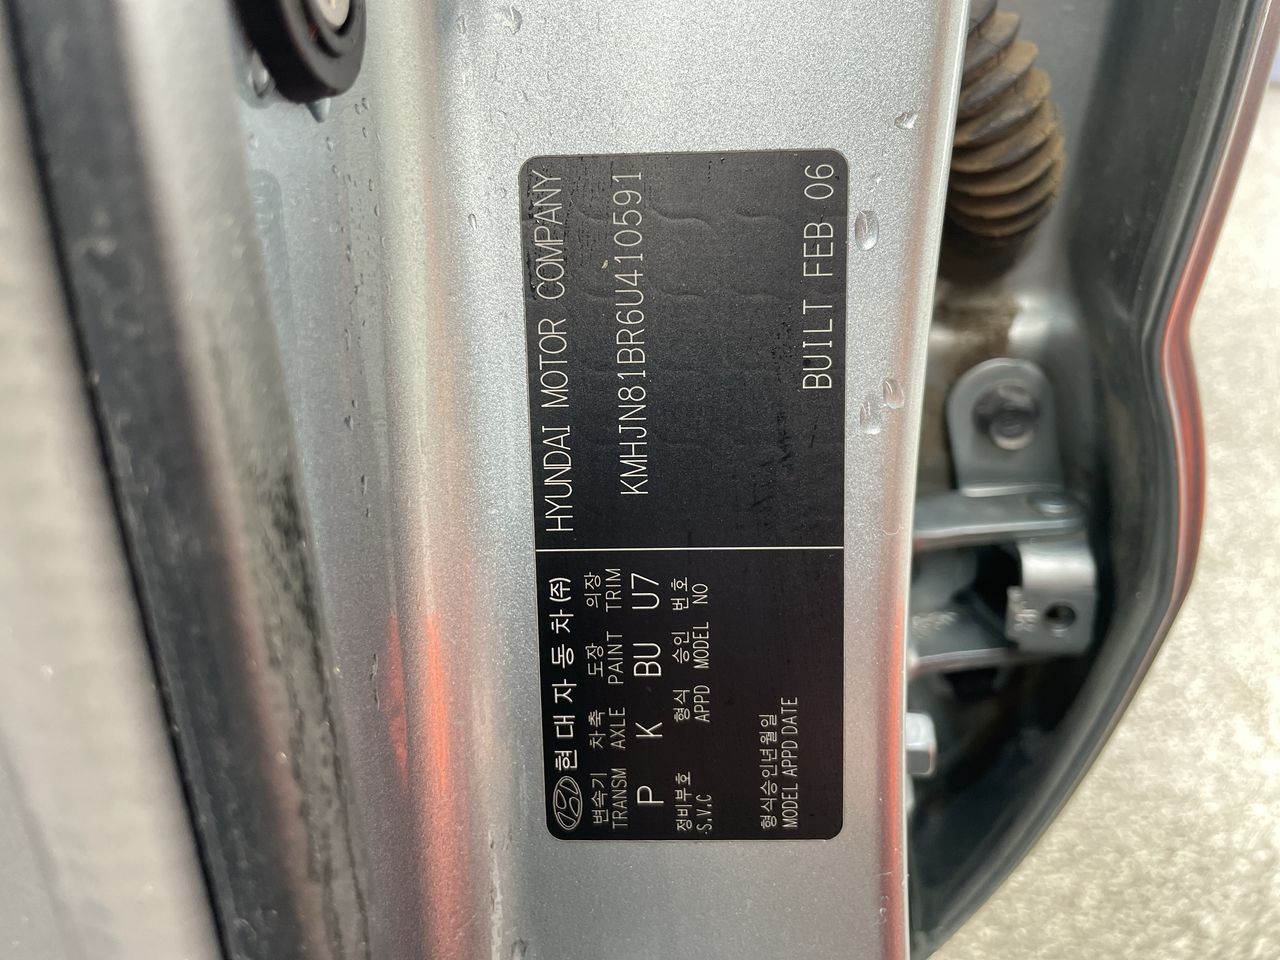 현대자동차(주)
변속기 차축 도장 의장
TRANSM AXLE PAINT TRIM
P K BU U7
정비부호 형식 승인 번호
S.V.C APPD MODEL NO
형식승인년월일
MODEL APPD DATE
HYUNDAI MOTOR COMPANY
KMHJN81BR6U410591
BUILT FEB 06